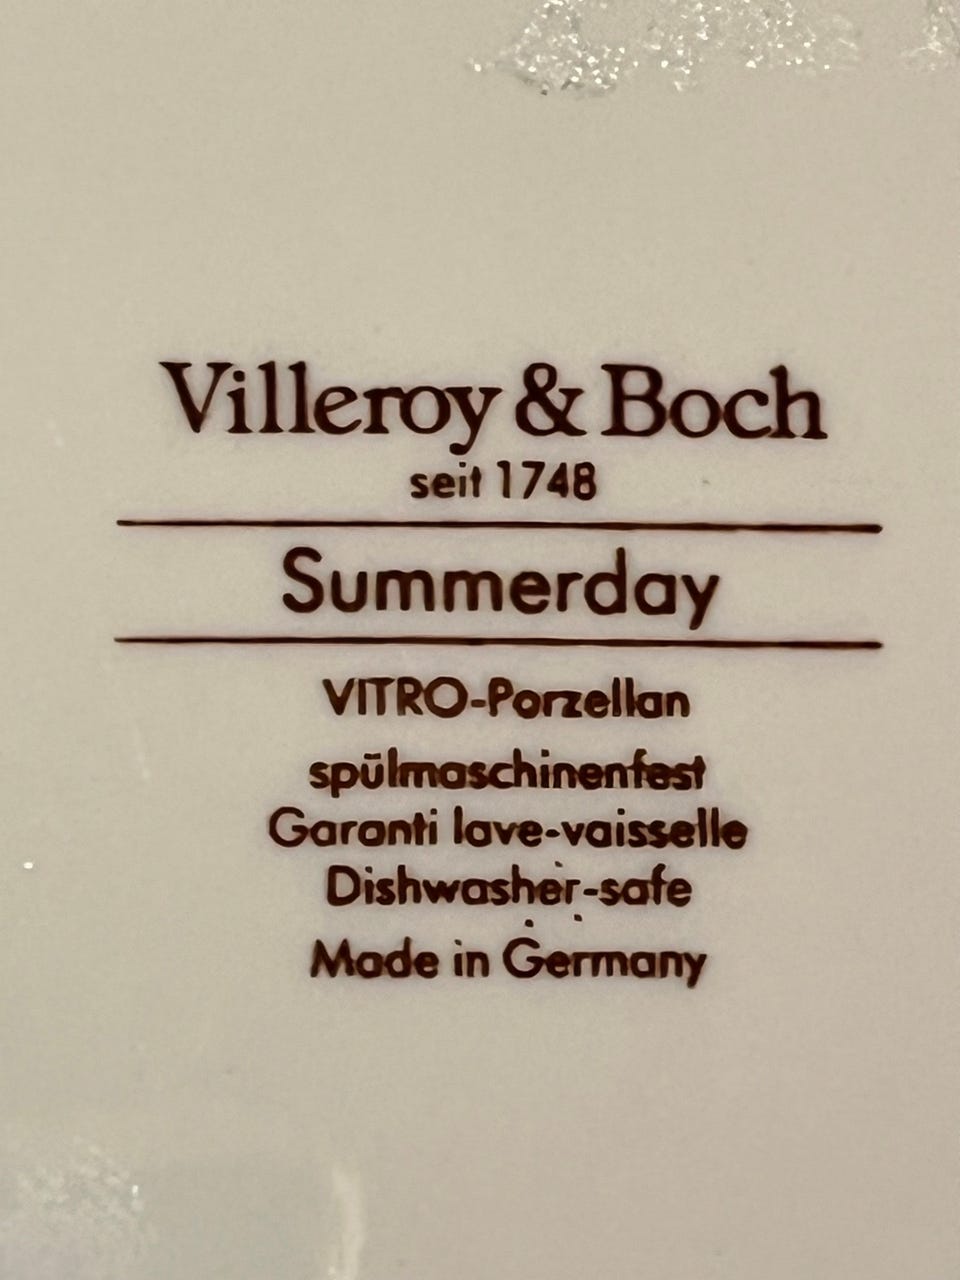 Villeroy & Boch
seit 1748
Summerday
VITRO-Porzellan
spülmaschinenfest
Garanti lave-vaisselle
Dishwasher-safe
Made in Germany